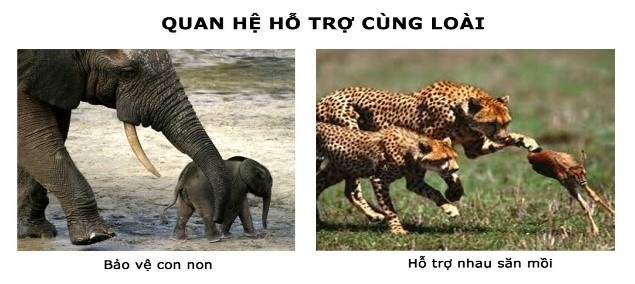 QUAN HỆ HỖ TRỢ CÙNG LOÀI
Bảo vệ con non
Hỗ trợ nhau săn mồi